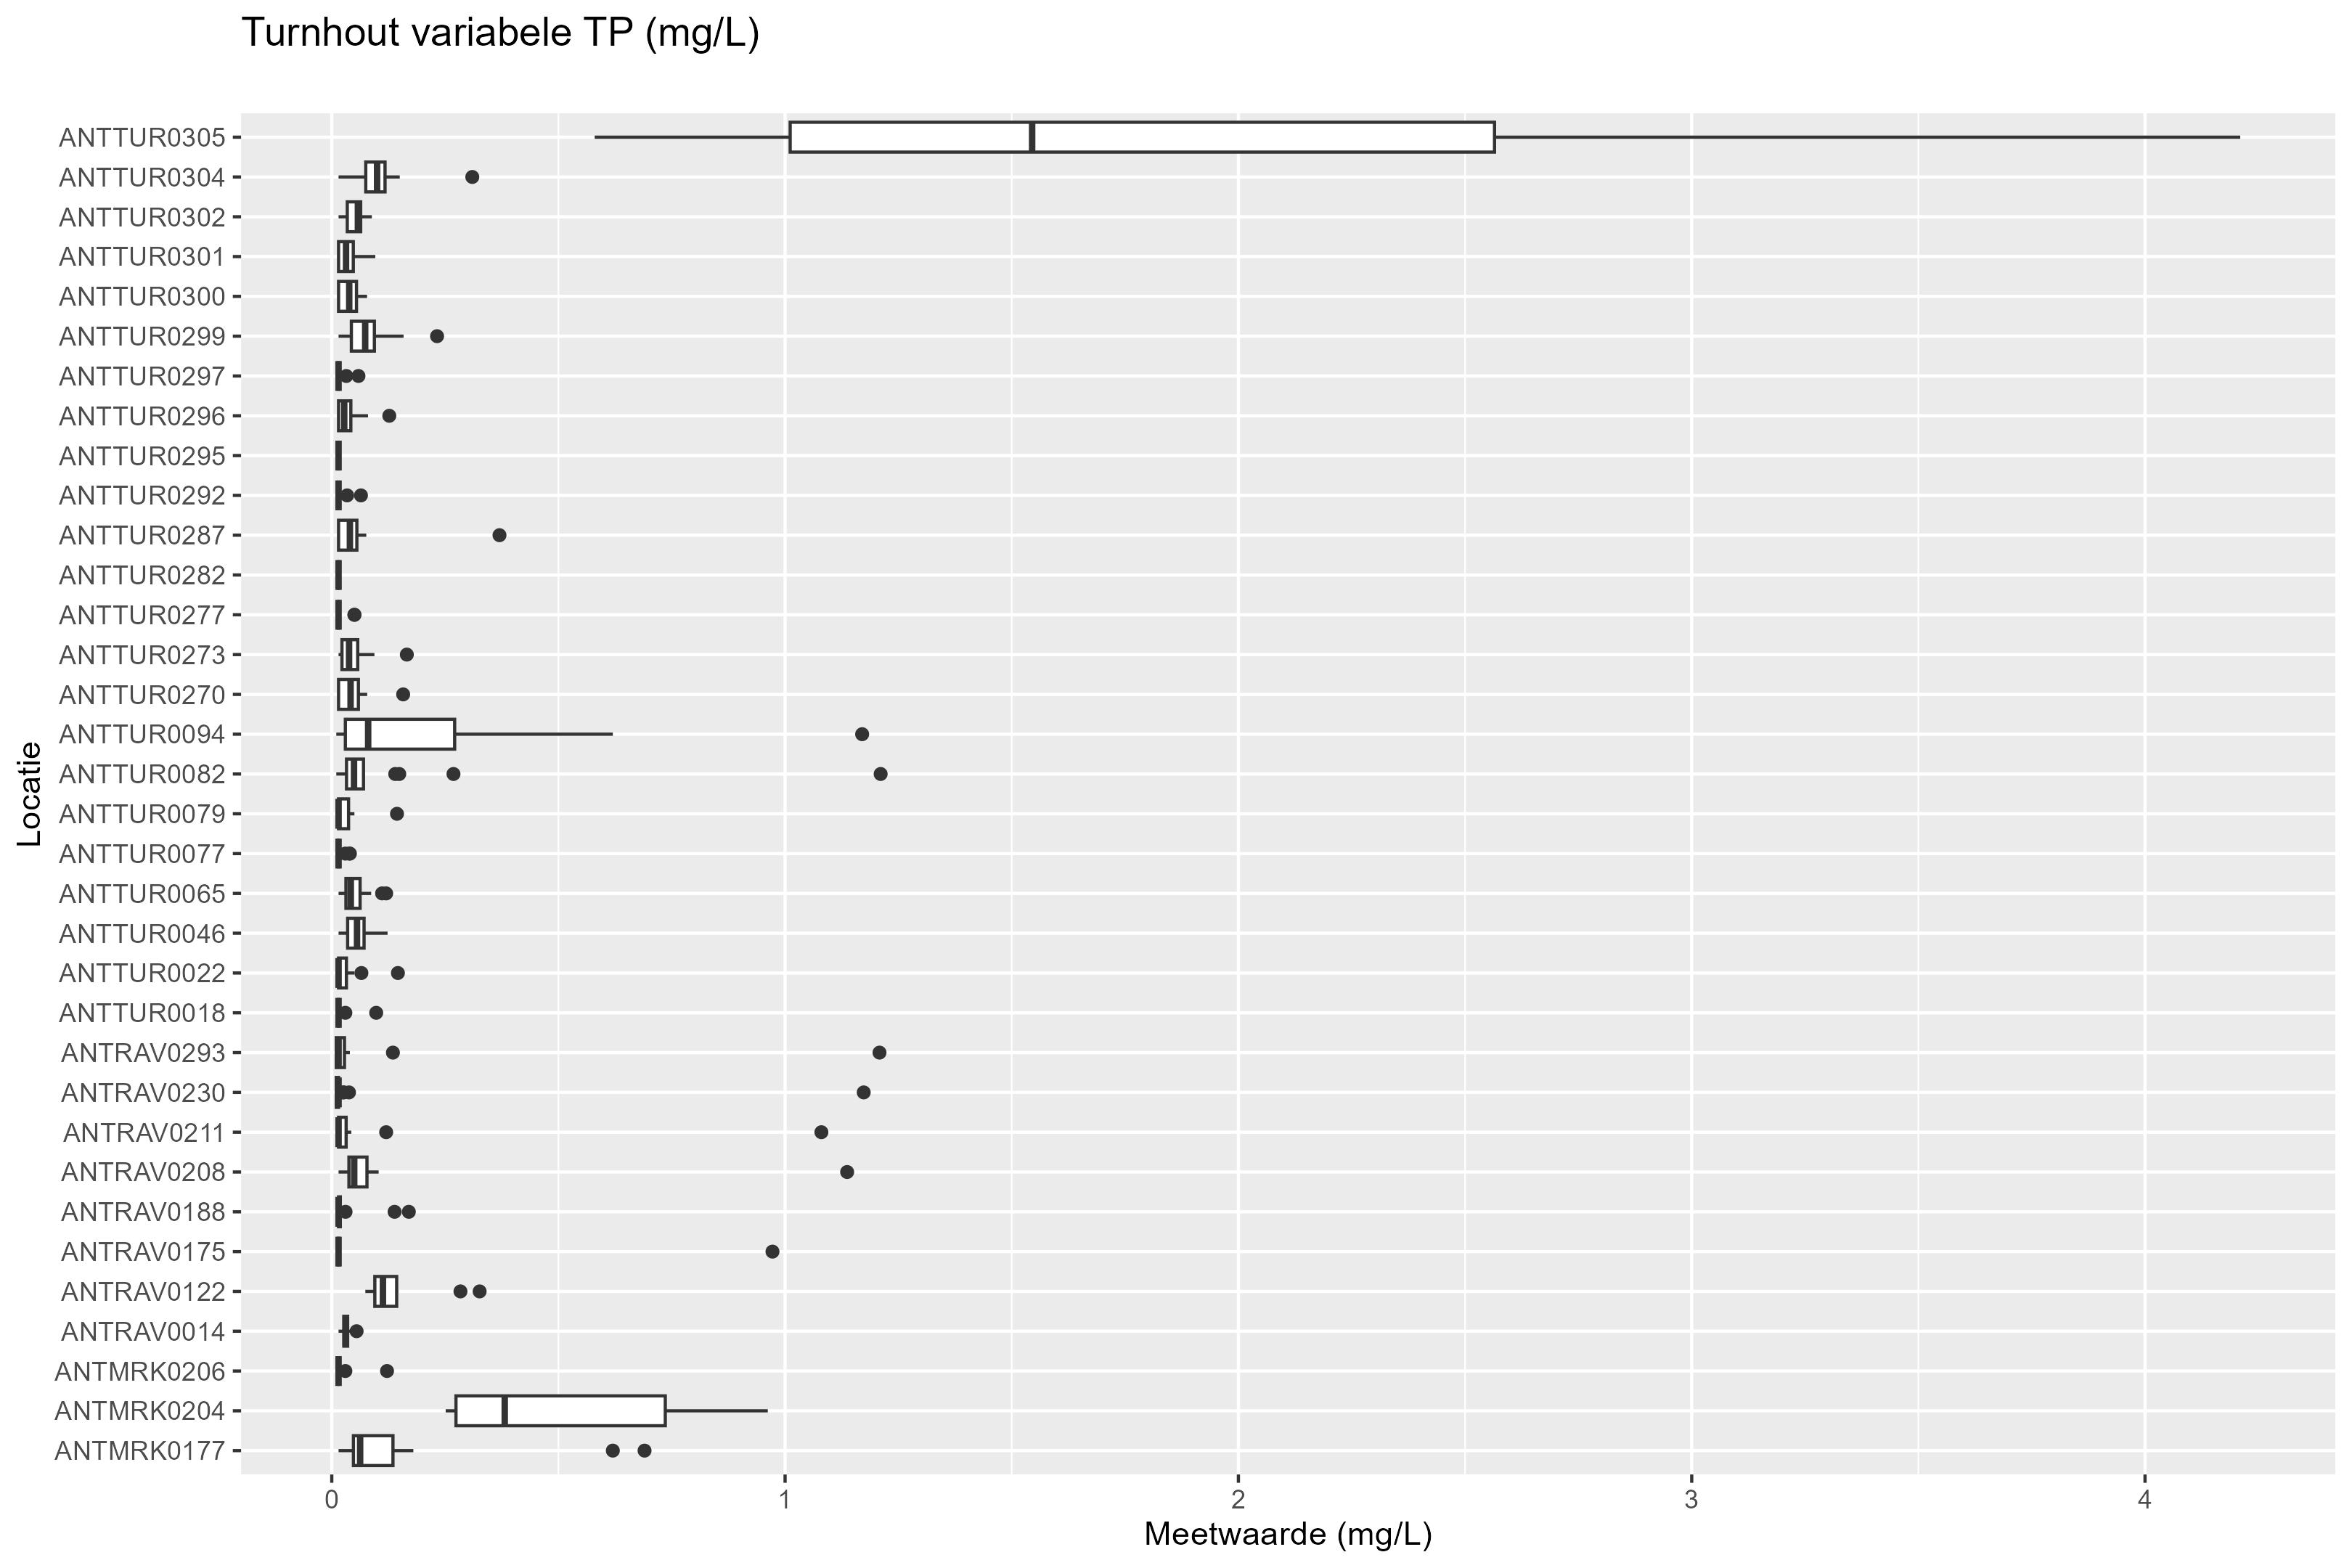 Turnhout variabele TP (mg/L)
Locatie
ANTTUR0305
ANTTUR0304
ANTTUR0302
ANTTUR0301
ANTTUR0300
ANTTUR0299
ANTTUR0297
ANTTUR0296
ANTTUR0295
ANTTUR0292
ANTTUR0287
ANTTUR0282
ANTTUR0277
ANTTUR0273
ANTTUR0270
ANTTUR0094
ANTTUR0082
ANTTUR0079
ANTTUR0077
ANTTUR0065
ANTTUR0046
ANTTUR0022
ANTTUR0018
ANTRAV0293
ANTRAV0230
ANTRAV0211
ANTRAV0208
ANTRAV0188
ANTRAV0175
ANTRAV0122
ANTRAV0014
ANTMRK0206
ANTMRK0204
ANTMRK0177
0 1 2 3 4
Meetwaarde (mg/L)